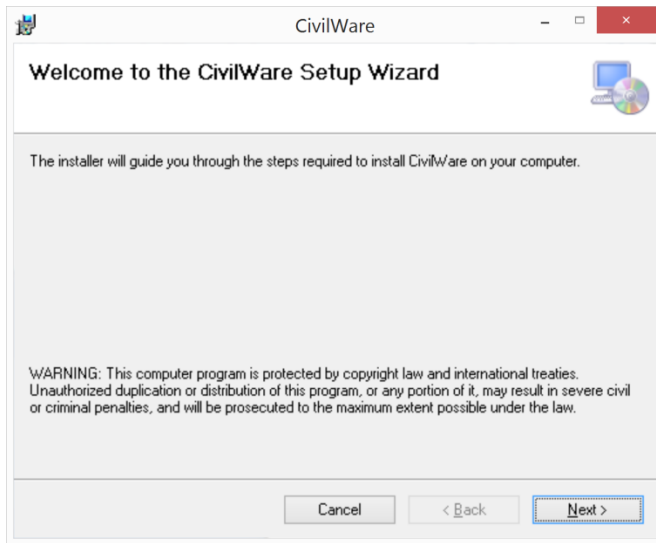 CivilWare
Welcome to the CivilWare Setup Wizard
The installer will guide you through the steps required to install CivilWare on your computer.
WARNING: This computer program is protected by copyright law and international treaties.
Unauthorized duplication or distribution of this program, or any portion of it, may result in severe civil
or criminal penalties, and will be prosecuted to the maximum extent possible under the law.
Cancel
< Back
Next >